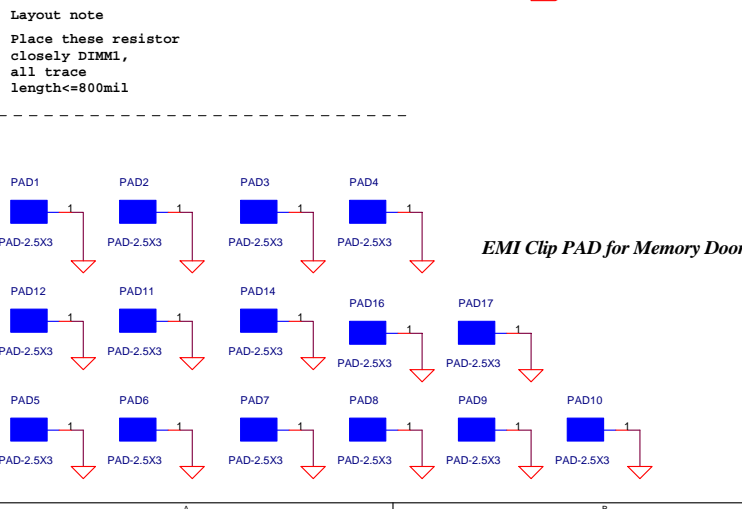 Layout note
Place these resistor
closely DIMM1,
all trace
length<=800mil
PAD1 PAD2 PAD3 PAD4
1 1 1 1
PAD-2.5X3 PAD-2.5X3 PAD-2.5X3 PAD-2.5X3
EMI Clip PAD for Memory Door
PAD12 PAD11 PAD14 PAD16 PAD17
1 1 1 1 1
PAD-2.5X3 PAD-2.5X3 PAD-2.5X3 PAD-2.5X3 PAD-2.5X3
PAD5 PAD6 PAD7 PAD8 PAD9 PAD10
1 1 1 1 1 1
PAD-2.5X3 PAD-2.5X3 PAD-2.5X3 PAD-2.5X3 PAD-2.5X3 PAD-2.5X3